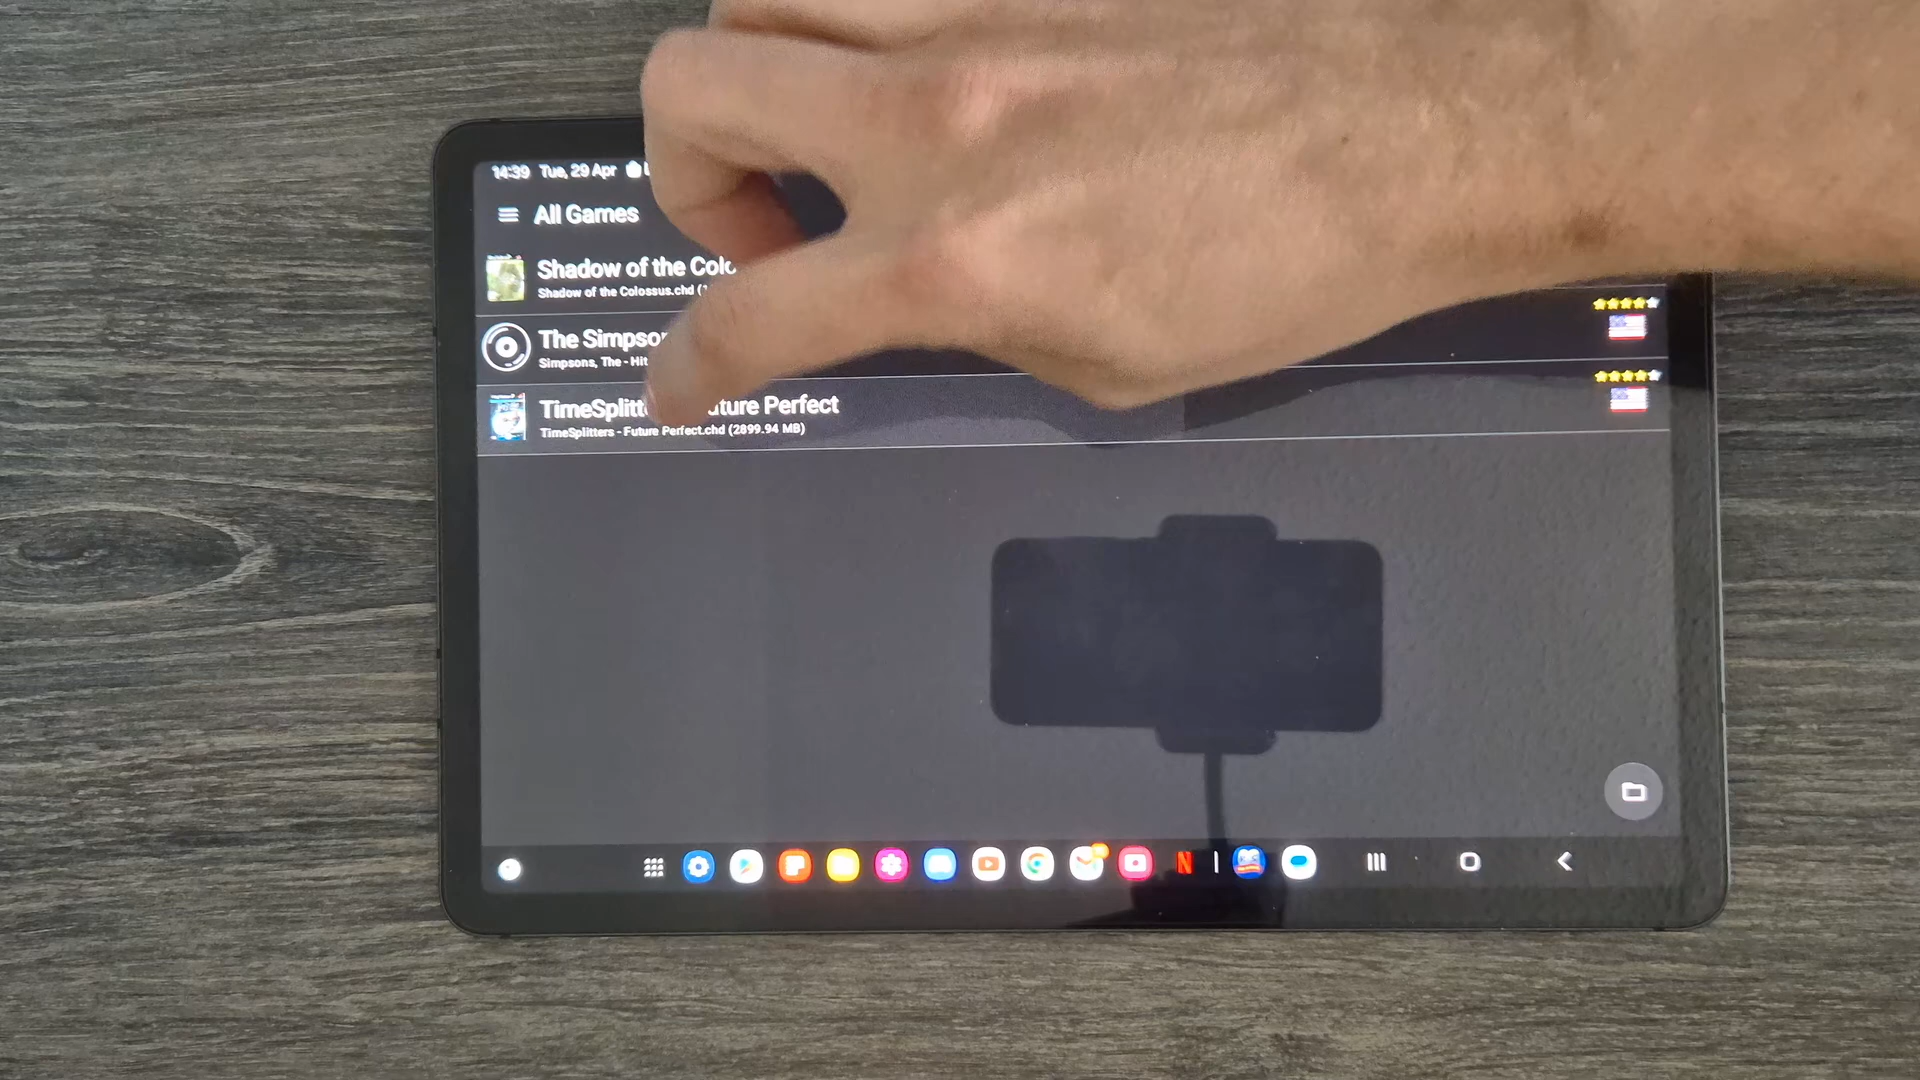 14:39 Tue, 29 Apr
All Games
Shadow of the Colo
Shadow of the Colossus.chd (
The Simpso
Simpsons, The - Hit
TimeSplitt uture Perfect
TimeSplitters - Future Perfect.chd (2899.94 MB)
N